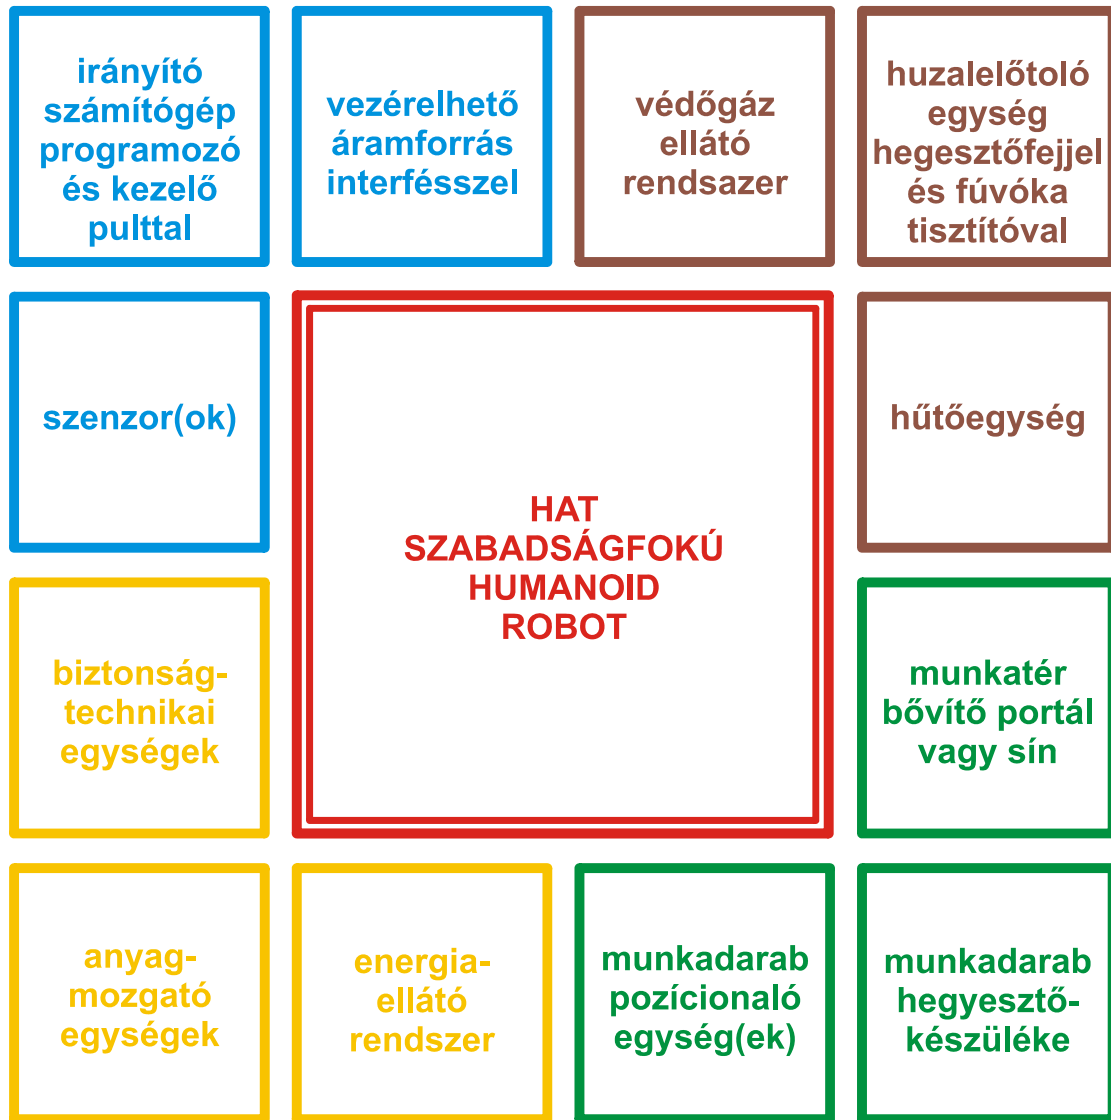 irányító
számítógép
programozó
és kezelő
pulttal
vezérelhető
áramforrás
interfésszel
védőgáz
ellátó
rendsazer
huzalelőtoló
egység
hegesztőfejjel
és fúvóka
tisztítóval
szenzor(ok)
HAT
SZABADSÁGFOKÚ
HUMANOID
ROBOT
hűtőegység
biztonság-
technikai
egységek
munkatér
bővítő portál
vagy sín
anyag-
mozgató
egységek
energia-
ellátó
rendszer
munkadarab
pozícionaló
egység(ek)
munkadarab
hegyesztő-
készüléke